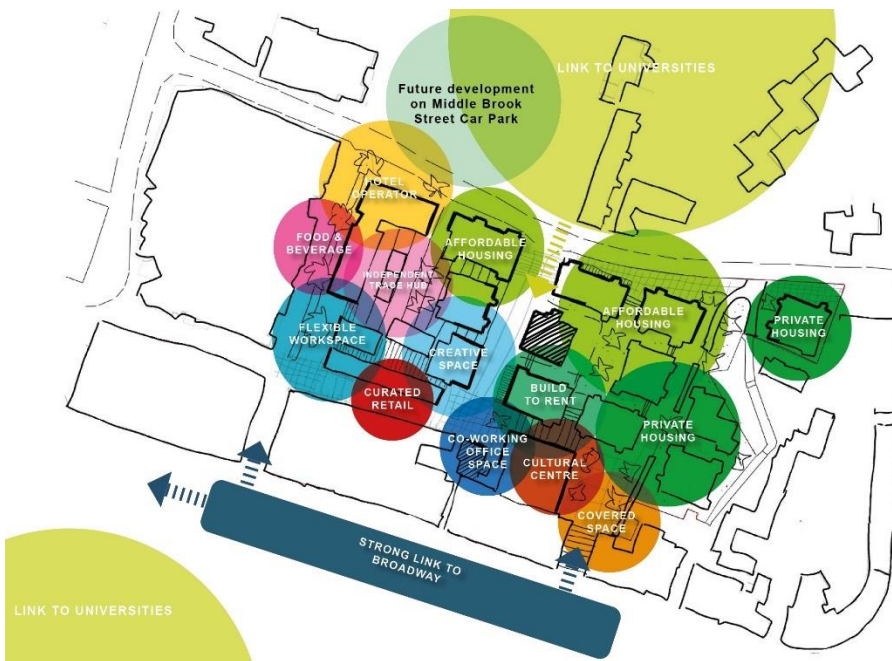 LINK TO UNIVERSITIES
Future development
on Middle Brook
Street Car Park
HOTEL
OPERATOR
FOOD &
BEVERAGE
AFFORDABLE
HOUSING
INDEPENDENT
TRADE HUB
AFFORDABLE
HOUSING
PRIVATE
HOUSING
FLEXIBLE
WORKSPACE
CREATIVE
SPACE
CURATED
RETAIL
BUILD
TO RENT
PRIVATE
HOUSING
CO-WORKING
OFFICE
SPACE
CULTURAL
CENTRE
COVERED
SPACE
STRONG LINK TO
BROADWAY
LINK TO UNIVERSITIES